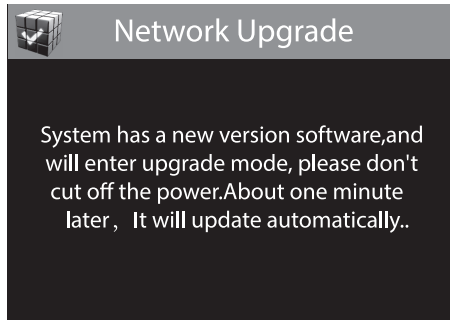 Network Upgrade
System has a new version software,and
will enter upgrade mode, please don't
cut off the power.About one minute
later，It will update automatically..